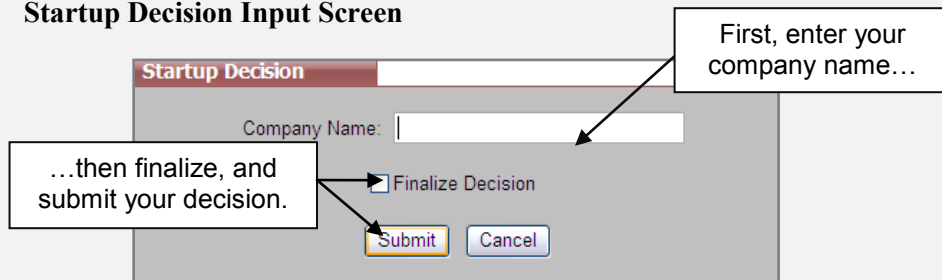 Startup Decision Input Screen
First, enter your
company name…
Startup Decision
Company Name:
…then finalize, and
submit your decision.
Finalize Decision
Submit Cancel